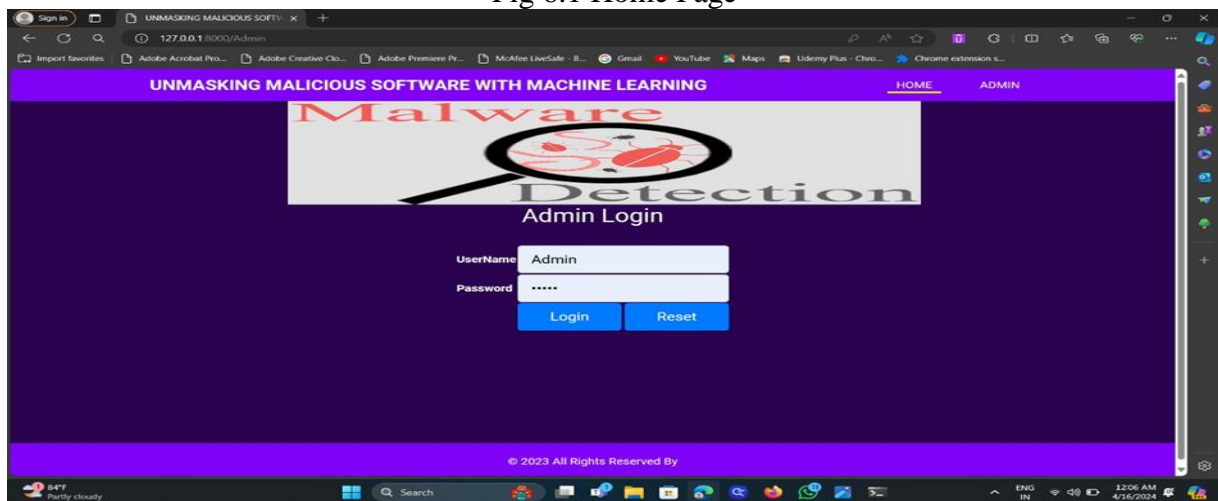 Fig 6.1 Home Page
Sign in UNMASKING MALICIOUS SOFTW
127.0.0.1:8000/Admin
Import favorites Adobe Acrobat Pro... Adobe Creative Clo... Adobe Premiere Pr... McAfee LiveSafe - B... Gmail YouTube Maps Udemy Plus - Chro... Chrome extension s...
UNMASKING MALICIOUS SOFTWARE WITH MACHINE LEARNING HOME ADMIN
Malware
Detection
Admin Login
UserName Admin
Password •••••
Login Reset
© 2023 All Rights Reserved By
84°F
Partly cloudy
Search
ENG
IN
12:06 AM
4/16/2024